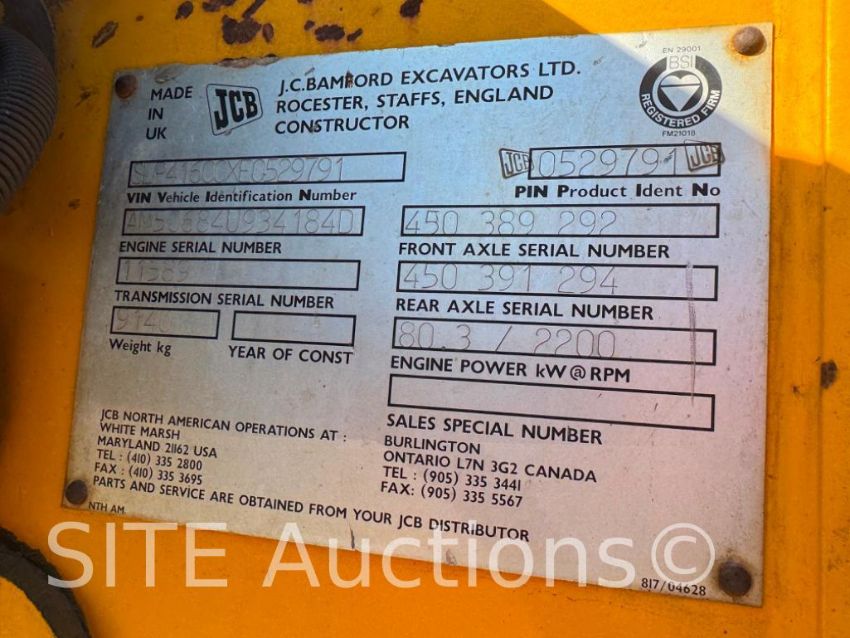 MADE
IN
UK
JCB
J.C.BAMFORD EXCAVATORS LTD.
ROCESTER, STAFFS, ENGLAND
CONSTRUCTOR
EN 29001
BSI
REGISTERED FIRM
FM21018
VIN Vehicle Identification Number
JCB 0529791 JCB
PIN Product Ident No
ENGINE SERIAL NUMBER
450 389 292
FRONT AXLE SERIAL NUMBER
TRANSMISSION SERIAL NUMBER
450 391 294
REAR AXLE SERIAL NUMBER
Weight kg
YEAR OF CONST
80.3 / 2200
ENGINE POWER kW @ RPM
SALES SPECIAL NUMBER
JCB NORTH AMERICAN OPERATIONS AT :
WHITE MARSH
MARYLAND 21162 USA
TEL : (410) 335 2800
FAX : (410) 335 3695
BURLINGTON
ONTARIO L7N 3G2 CANADA
TEL : (905) 335 3441
FAX: (905) 335 5567
PARTS AND SERVICE ARE OBTAINED FROM YOUR JCB DISTRIBUTOR
NTH AM.
817/04628
SITE Auctions©